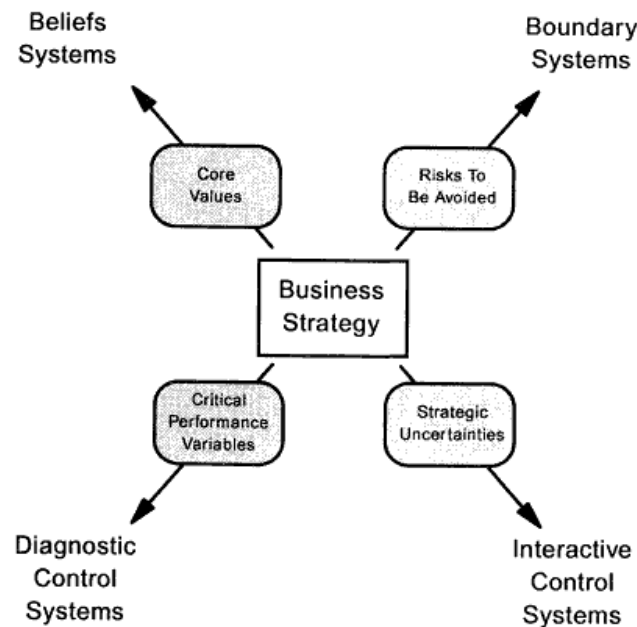 Beliefs
Systems
Boundary
Systems
Core
Values
Risks To
Be Avoided
Business
Strategy
Critical
Performance
Variables
Strategic
Uncertainties
Diagnostic
Control
Systems
Interactive
Control
Systems